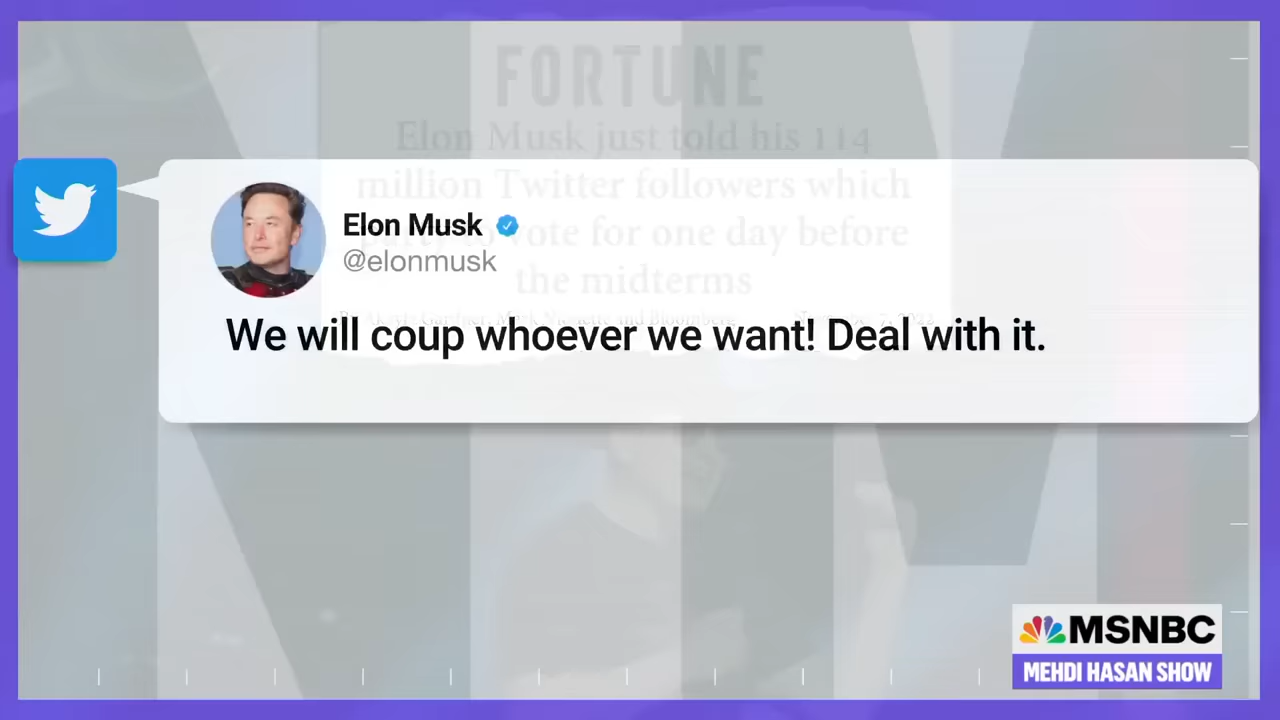 FORTUNE
Elon Musk just told his 114
million Twitter followers which
party to vote for one day before
the midterms
Elon Musk
@elonmusk
We will coup whoever we want! Deal with it.
MSNBC
MEHDI HASAN SHOW